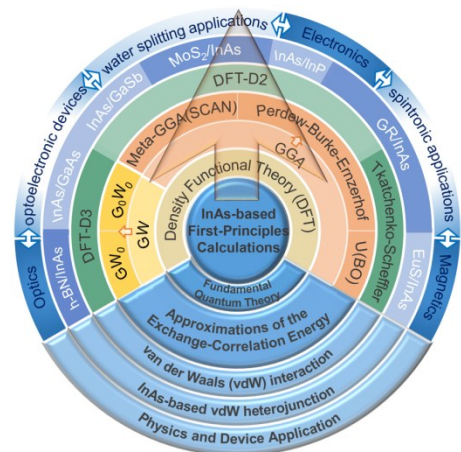 Optics
optoelectronic devices
water splitting applications
Electronics
spintronic applications
Magnetics
h-BN/InAs
InAs/GaAs
InAs/GaSb
MoS2/InAs
InAs/InP
GR/InAs
EuS/InAs
DFT-D3
DFT-D2
Tkatchenko-Scheffler
GW0
G0W0
GW
Meta-GGA(SCAN)
Perdew-Burke-Ernzerhof
GGA
U(BO)
Density Functional Theory (DFT)
InAs-based
First-Principles
Calculations
Fundamental
Quantum Theory
Approximations of the
Exchange-Correlation Energy
van der Waals (vdW) interaction
InAs-based vdW heterojunction
Physics and Device Application